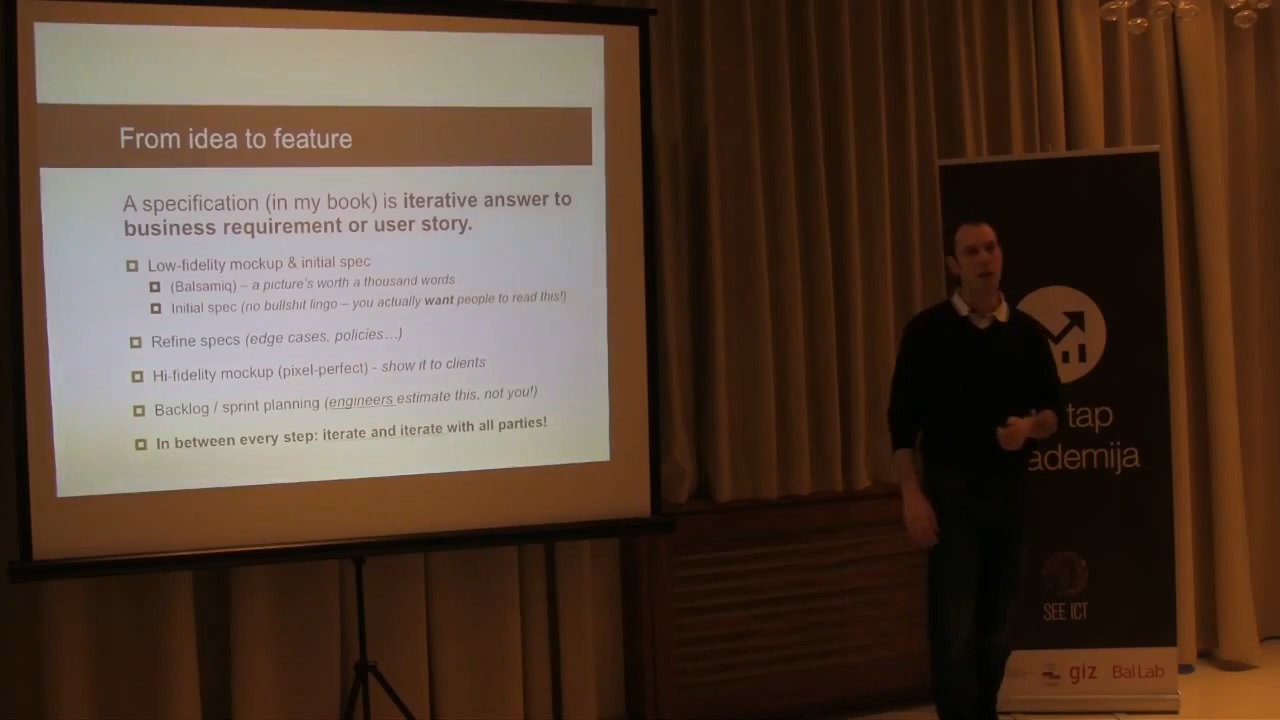 From idea to feature
A specification (in my book) is iterative answer to
business requirement or user story.
Low-fidelity mockup & initial spec
(Balsamiq) – a picture's worth a thousand words
Initial spec (no bullshit lingo – you actually want people to read this!)
Refine specs (edge cases, policies…)
Hi-fidelity mockup (pixel-perfect) - show it to clients
Backlog / sprint planning (engineers estimate this, not you!)
In between every step: iterate and iterate with all parties!
tap
ademija
SEE ICT
giz BalLab